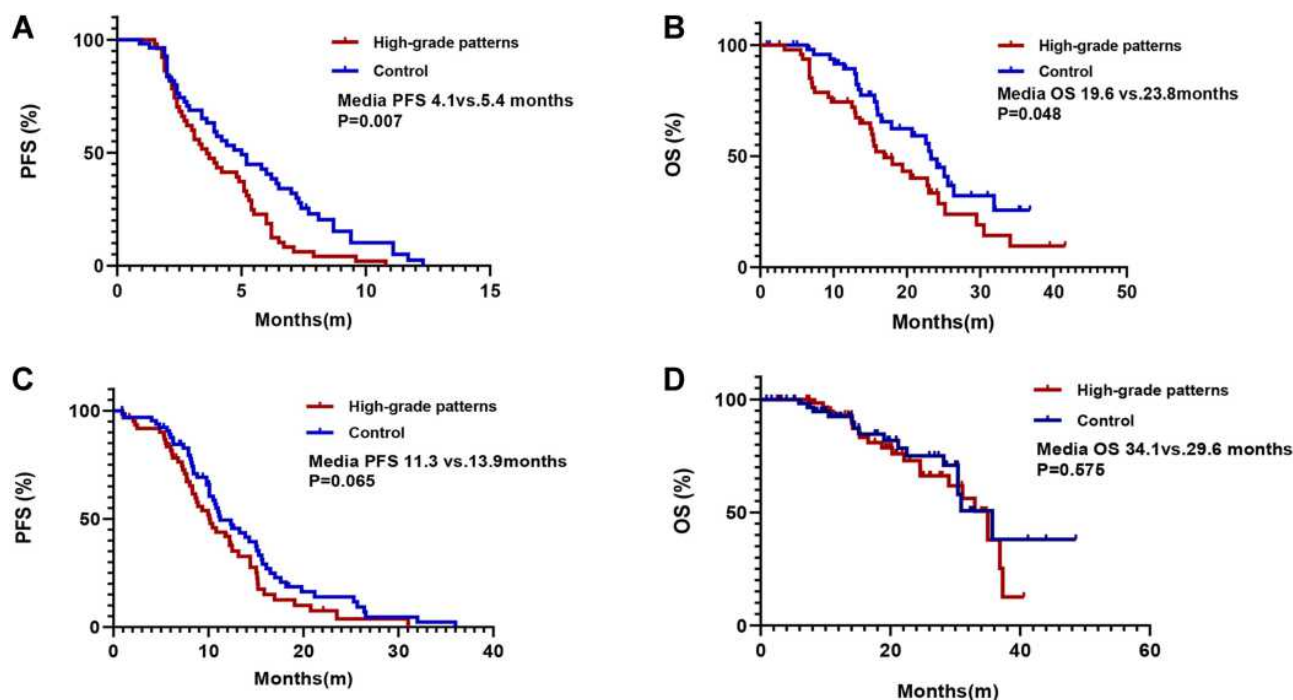 A
High-grade patterns
Control
Media PFS 4.1vs.5.4 months
P=0.007
PFS (%)
100
50
0
0 5 10 15
Months(m)
B
High-grade patterns
Control
Media OS 19.6 vs.23.8months
P=0.048
OS (%)
100
50
0
0 10 20 30 40 50
Months(m)
C
High-grade patterns
Control
Media PFS 11.3 vs.13.9months
P=0.065
PFS (%)
100
50
0
0 10 20 30 40
Months(m)
D
High-grade patterns
Control
Media OS 34.1vs.29.6 months
P=0.575
OS (%)
100
50
0
0 20 40 60
Months(m)